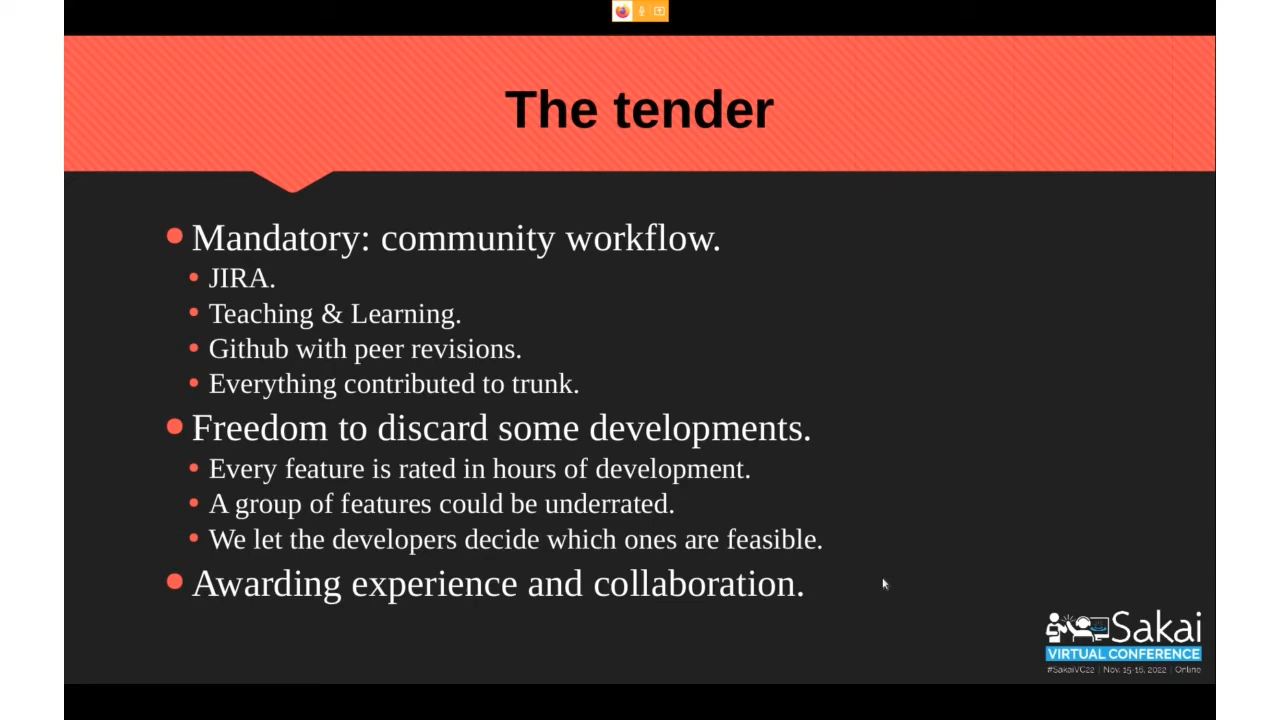 The tender
Mandatory: community workflow.
JIRA.
Teaching & Learning.
Github with peer revisions.
Everything contributed to trunk.
Freedom to discard some developments.
Every feature is rated in hours of development.
A group of features could be underrated.
We let the developers decide which ones are feasible.
Awarding experience and collaboration.
Sakai
VIRTUAL CONFERENCE
#SakaiVC22 | Nov. 15-16, 2022 | Online